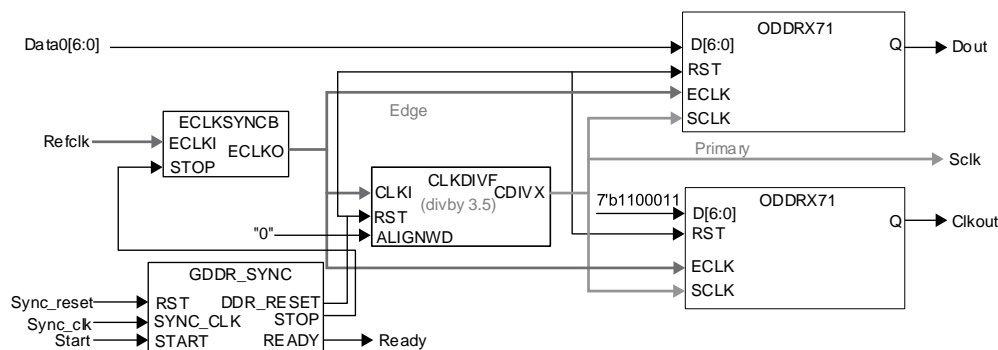 ODDRX71
Data0[6:0]
D[6:0]
Q
Dout
RST
ECLK
SCLK
Edge
ECLKSYNCB
Refclk
ECLKI
ECLKO
STOP
Primary
Sclk
CLKDIVF
CLKI
CDIVX
(divby 3.5)
RST
"0"
ALIGNWD
7'b1100011
ODDRX71
D[6:0]
Q
Clkout
RST
ECLK
SCLK
GDDR_SYNC
Sync_reset
RST
DDR_RESET
Sync_clk
SYNC_CLK
STOP
Start
START
READY
Ready